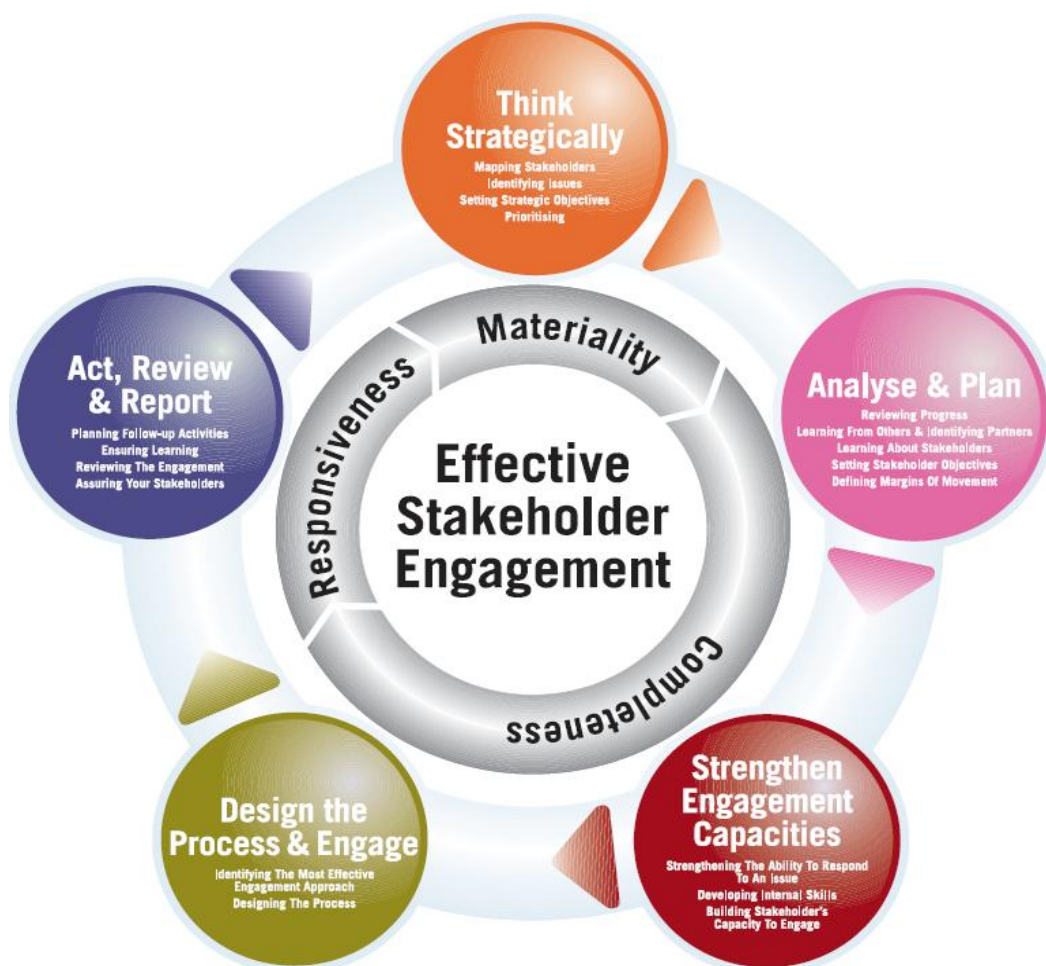 Think
Strategically
Mapping Stakeholders
Identifying Issues
Setting Strategic Objectives
Prioritising
Analyse & Plan
Reviewing Progress
Learning From Others & Identifying Partners
Learning About Stakeholders
Setting Stakeholder Objectives
Defining Margins Of Movement
Strengthen
Engagement
Capacities
Strengthening The Ability To Respond
To An Issue
Developing Internal Skills
Building Stakeholder's
Capacity To Engage
Design the
Process & Engage
Identifying The Most Effective
Engagement Approach
Designing The Process
Act, Review
& Report
Planning Follow-up Activities
Ensuring Learning
Reviewing The Engagement
Assuring Your Stakeholders
Materiality
Completeness
Responsiveness
Effective
Stakeholder
Engagement